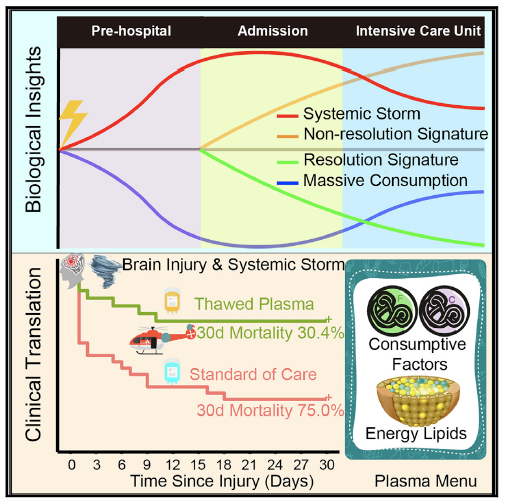 Pre-hospital Admission Intensive Care Unit
Biological Insights
Systemic Storm
Non-resolution Signature
Resolution Signature
Massive Consumption
Clinical Translation
Brain Injury & Systemic Storm
Thawed Plasma
30d Mortality 30.4%
Standard of Care
30d Mortality 75.0%
0 3 6 9 12 15 18 21 24 27 30
Time Since Injury (Days)
F C
Consumptive
Factors
Energy Lipids
Plasma Menu